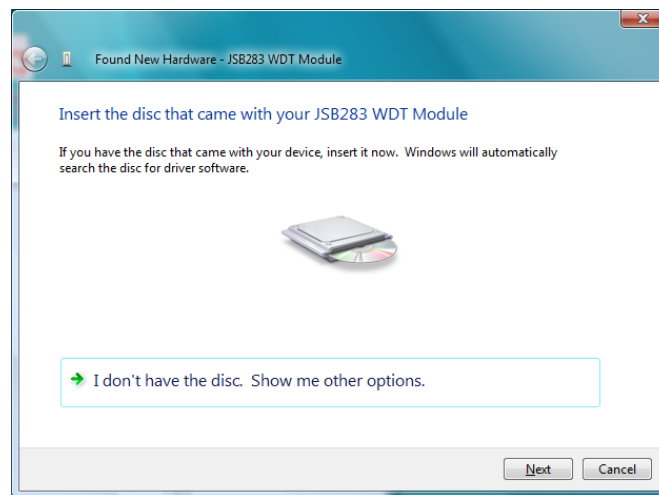 Found New Hardware - JSB283 WDT Module
Insert the disc that came with your JSB283 WDT Module
If you have the disc that came with your device, insert it now.  Windows will automatically
search the disc for driver software.
I don't have the disc.  Show me other options.
Next Cancel